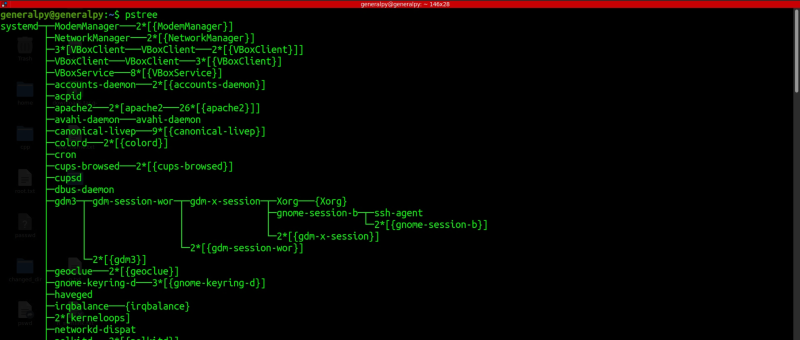 generalpy@generalpy: ~ 146x28
generalpy@generalpy:~$ pstree
systemd─┬─ModemManager───2*[{ModemManager}]
├─NetworkManager───2*[{NetworkManager}]
├─3*[VBoxClient───VBoxClient───2*[{VBoxClient}]]
├─VBoxClient───VBoxClient───3*[{VBoxClient}]
├─VBoxService───8*[{VBoxService}]
├─accounts-daemon───2*[{accounts-daemon}]
├─acpid
├─apache2───2*[apache2───26*[{apache2}]]
├─avahi-daemon───avahi-daemon
├─canonical-livep───9*[{canonical-livep}]
├─colord───2*[{colord}]
├─cron
├─cups-browsed───2*[{cups-browsed}]
├─cupsd
├─dbus-daemon
├─gdm3─┬─gdm-session-wor─┬─gdm-x-session─┬─Xorg───{Xorg}
│ │ │ ├─gnome-session-b─┬─ssh-agent
│ │ │ │ └─2*[{gnome-session-b}]
│ │ │ └─2*[{gdm-x-session}]
│ │ └─2*[{gdm-session-wor}]
│ └─2*[{gdm3}]
├─geoclue───2*[{geoclue}]
├─gnome-keyring-d───3*[{gnome-keyring-d}]
├─haveged
├─irqbalance───{irqbalance}
├─2*[kerneloops]
├─networkd-dispat
├─polkitd───2*[{polkitd}]